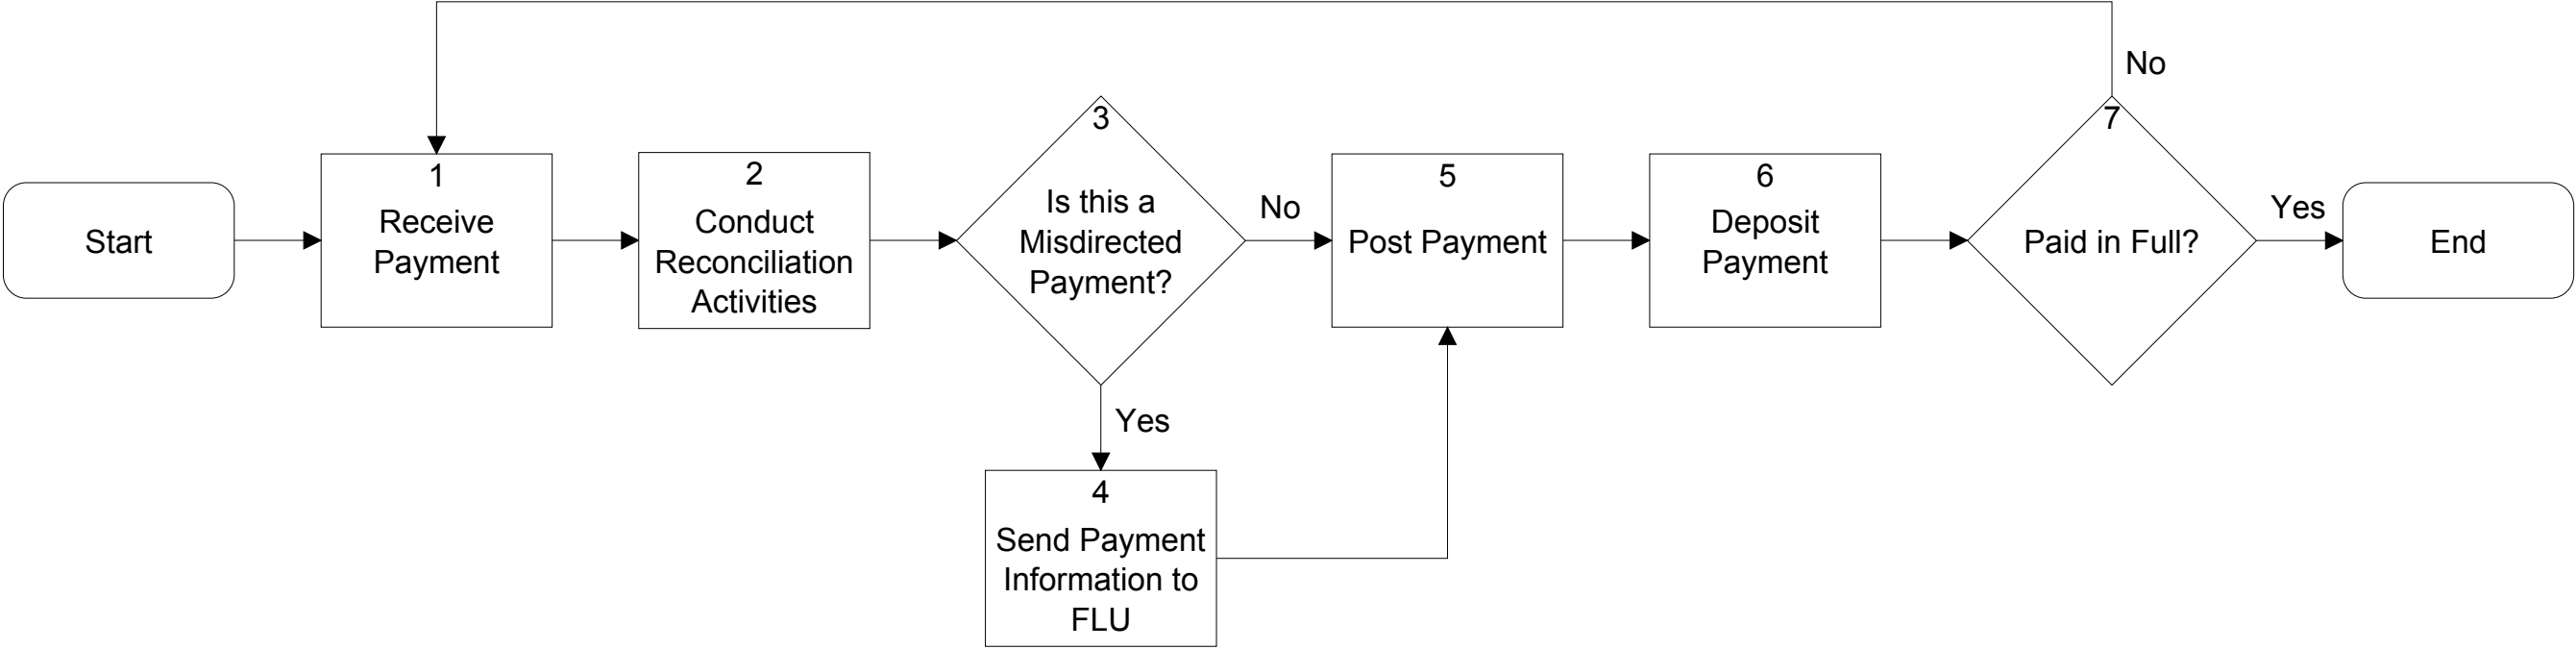 Start
1
Receive
Payment
2
Conduct
Reconciliation
Activities
3
Is this a
Misdirected
Payment?
No
Yes
4
Send Payment
Information to
FLU
5
Post Payment
6
Deposit
Payment
7
Paid in Full?
No
Yes
End